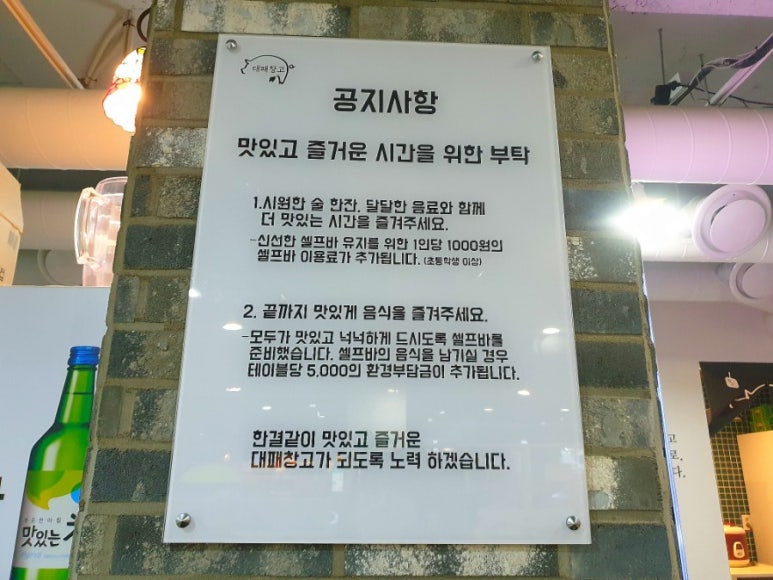 대패창고
공지사항
맛있고 즐거운 시간을 위한 부탁
1.시원한 술 한잔, 달달한 음료와 함께
더 맛있는 시간을 즐겨주세요.
-신선한 셀프바 유지를 위한 1인당 1000원의
셀프바 이용료가 추가됩니다. (초등학생 이상)
2. 끝까지 맛있게 음식을 즐겨주세요.
-모두가 맛있고 넉넉하게 드시도록 셀프바를
준비했습니다. 셀프바의 음식을 남기실 경우
테이블당 5,000인 환경부담금이 추가됩니다.
한결같이 맛있고 즐거운
대패창고가 되도록 노력 하겠습니다.
맛있는